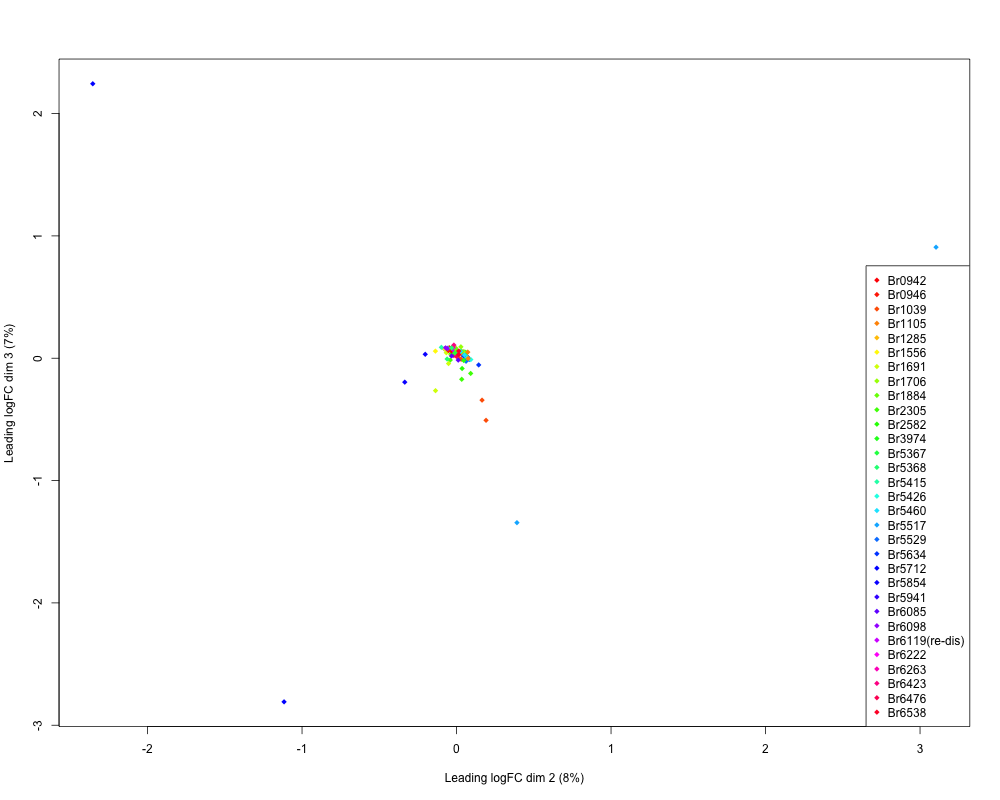 2
1
0
-1
-2
-3
Leading logFC dim 3 (7%)
-2
-1
0
1
2
3
Leading logFC dim 2 (8%)
Br0942
Br0946
Br1039
Br1105
Br1285
Br1556
Br1691
Br1706
Br1884
Br2305
Br2582
Br3974
Br5367
Br5368
Br5415
Br5426
Br5460
Br5517
Br5529
Br5634
Br5712
Br5854
Br5941
Br6085
Br6098
Br6119(re-dis)
Br6222
Br6263
Br6423
Br6476
Br6538